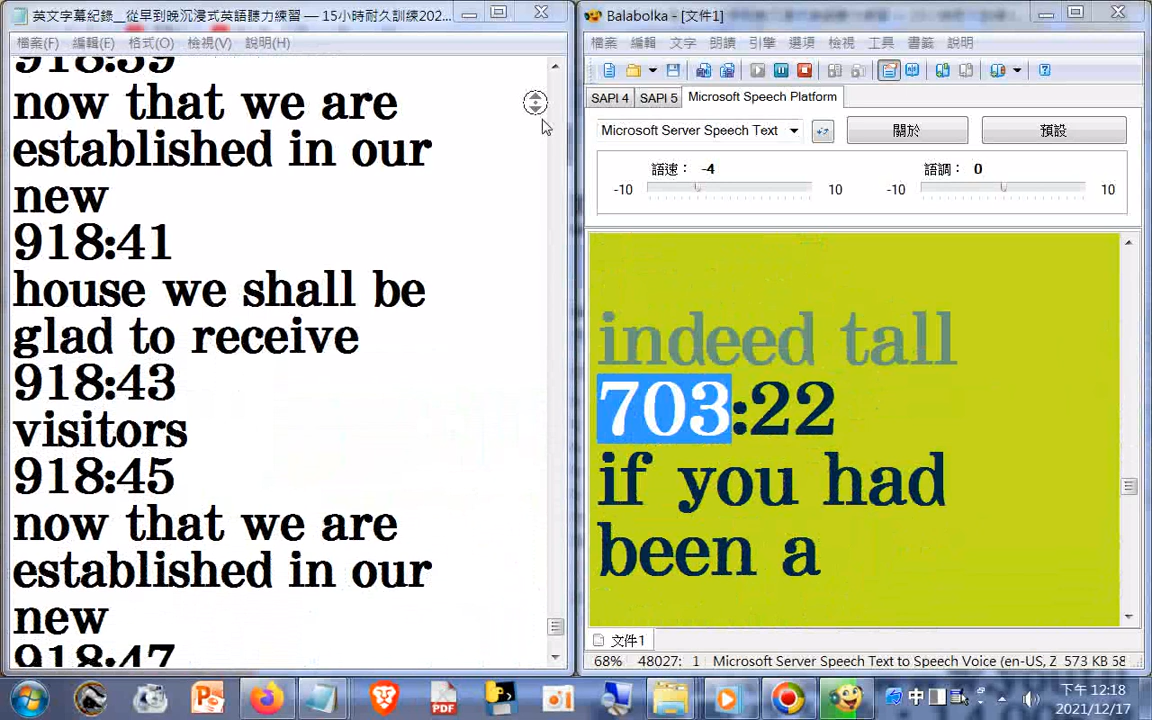 英文字幕紀錄__從早到晚沉浸式英語聽力練習 — 15小時耐久訓練202...
檔案(F) 編輯(E) 格式(O) 檢視(V) 說明(H)
918:39
now that we are
established in our
new
918:41
house we shall be
glad to receive
918:43
visitors
918:45
now that we are
established in our
new
918:47
Balabolka - [文件1]
檔案 編輯 文字 朗讀 引擎 選項 檢視 工具 書籤 說明
SAPI 4 SAPI 5 Microsoft Speech Platform
Microsoft Server Speech Text 關於 預設
語速： -4 語調： 0
-10 10 -10 10
indeed tall
703:22
if you had
been a
文件1
68% 48027: 1 Microsoft Server Speech Text to Speech Voice (en-US, Z 573 KB 58
PDF 中 下午 12:18
2021/12/17